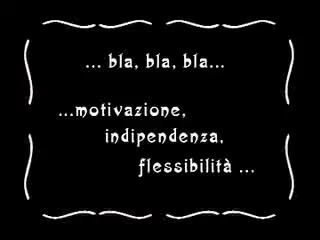 ... bla, bla, bla...
...motivazione,
indipendenza,
flessibilità ...